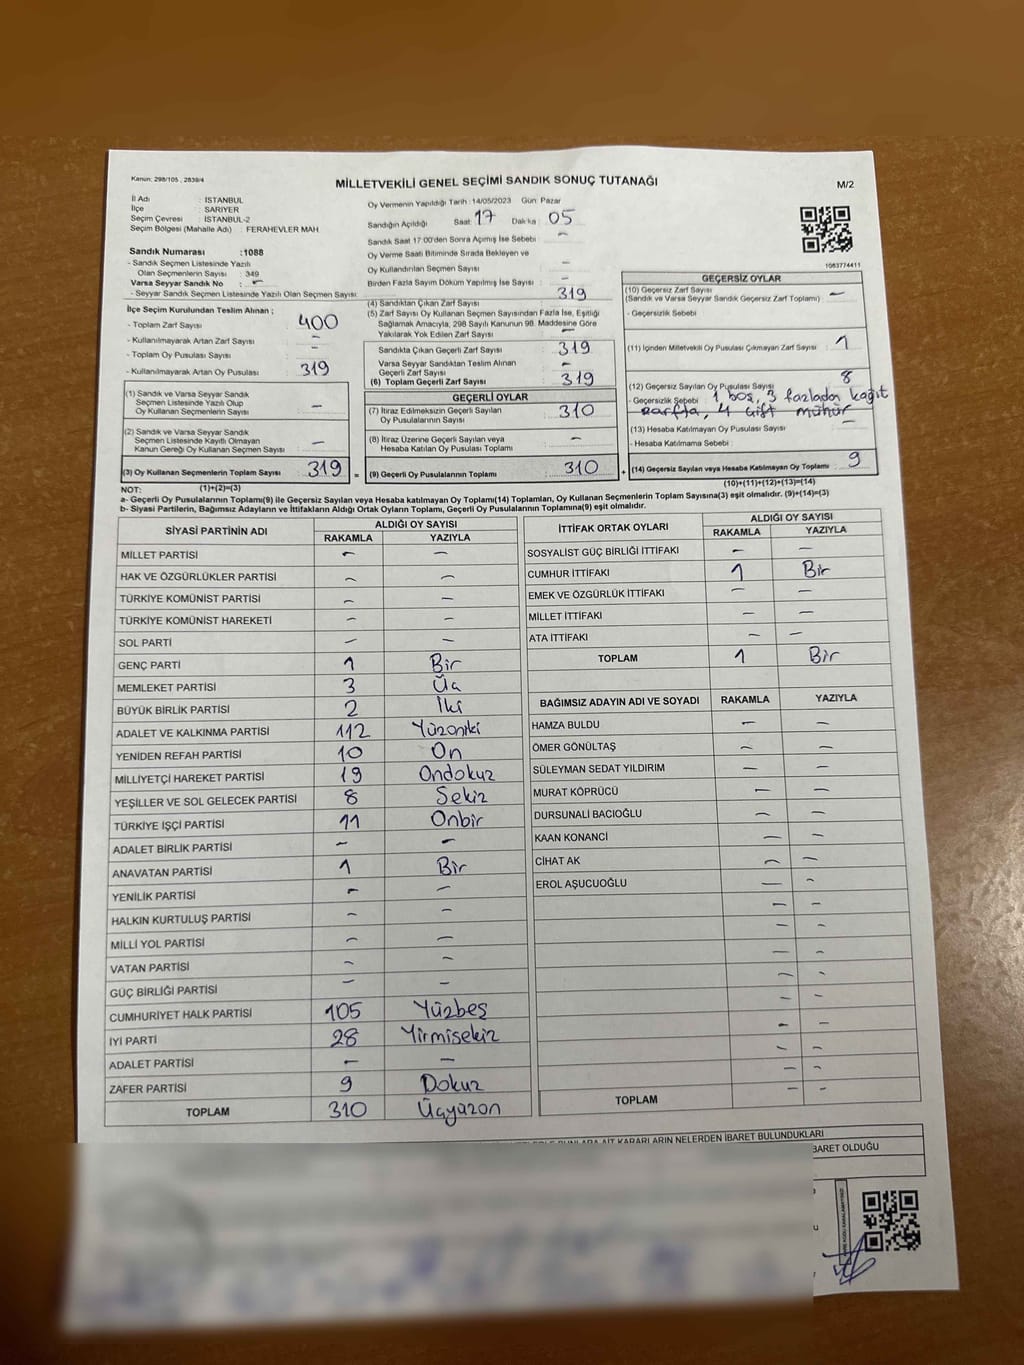 Kanun: 298/105 , 2839/4
MİLLETVEKİLİ GENEL SEÇİMİ SANDIK SONUÇ TUTANAĞI
M/2
İl Adı : İSTANBUL
İlçe : SARIYER
Seçim Çevresi : İSTANBUL-2
Seçim Bölgesi (Mahalle Adı) : FERAHEVLER MAH.
Sandık Numarası : 1088
- Sandık Seçmen Listesinde Yazılı
Olan Seçmenlerin Sayısı : 349
Varsa Seyyar Sandık No : -
- Seyyar Sandık Seçmen Listesinde Yazılı Olan Seçmen Sayısı:
İlçe Seçim Kurulundan Teslim Alınan ;
- Toplam Zarf Sayısı : 400
- Kullanılmayarak Artan Zarf Sayısı : -
- Toplam Oy Pusulası Sayısı : -
- Kullanılmayarak Artan Oy Pusulası : 319
(1) Sandık ve Varsa Seyyar Sandık
Seçmen Listesinde Yazılı Olup
Oy Kullanan Seçmenlerin Sayısı -
(2) Sandık ve Varsa Seyyar Sandık
Seçmen Listesinde Kayıtlı Olmayan
Kanun Gereği Oy Kullanan Seçmenlerin Sayısı -
(3) Oy Kullanan Seçmenlerin Toplam Sayısı 319
Oy Vermenin Yapıldığı Tarih : 14/05/2023 Gün: Pazar
Sandığın Açıldığı Saat: 17 Dakika : 05
Sandık Saat 17:00'den Sonra Açımış İse Sebebi : -
Oy Verme Saati Bitiminde Sırada Bekleyen ve
Oy Kullandırılan Seçmen Sayısı : -
Birden Fazla Sayım Döküm Yapılmış İse Sayısı : -
(4) Sandıktan Çıkan Zarf Sayısı : 319
(5) Zarf Sayısı Oy Kullanan Seçmen Sayısından Fazla İse, Eşitliği
Sağlamak Amacıyla, 298 Sayılı Kanunun 98. Maddesine Göre
Yakılarak Yok Edilen Zarf Sayısı : -
Sandıkta Çıkan Geçerli Zarf Sayısı : 319
Varsa Seyyar Sandıktan Teslim Alınan
Geçerli Zarf Sayısı : -
(6) Toplam Geçerli Zarf Sayısı : 319
GEÇERLİ OYLAR
(7) İtiraz Edilmeksizin Geçerli Sayılan
Oy Pusulalarının Sayısı 310
(8) İtiraz Üzerine Geçerli Sayılan veya
Hesaba Katılan Oy Pusulası Toplamı -
= (9) Geçerli Oy Pusulalarının Toplamı 310
1083774411
GEÇERSİZ OYLAR
(10) Geçersiz Zarf Sayısı : -
(Sandık ve Varsa Seyyar Sandık Geçersiz Zarf Toplamı)
- Geçersizlik Sebebi
(11) İçinden Milletvekili Oy Pusulası Çıkmayan Zarf Sayısı : 1
(12) Geçersiz Sayılan Oy Pusulası Sayısı : 8
- Geçersizlik Sebebi : 1 boş, 3 fazladan kağıt
zarfta, 4 çift mühür
(13) Hesaba Katılmayan Oy Pusulası Sayısı : -
- Hesaba Katılmama Sebebi :
+ (14) Geçersiz Sayılan veya Hesaba Katılmayan Oy Toplamı 9
NOT: (1)+(2)=(3)
(10)+(11)+(12)+(13)=(14)
a- Geçerli Oy Pusulalarının Toplamı(9) ile Geçersiz Sayılan veya Hesaba katılmayan Oy Toplamı(14) Toplamları, Oy Kullanan Seçmenlerin Toplam Sayısına(3) eşit olmalıdır. (9)+(14)=(3)
b- Siyasi Partilerin, Bağımsız Adayların ve İttifakların Aldığı Ortak Oyların Toplamı, Geçerli Oy Pusulalarının Toplamına(9) eşit olmalıdır.
SİYASİ PARTİNİN ADI ALDIĞI OY SAYISI
RAKAMLA YAZIYLA
MİLLET PARTİSİ - -
HAK VE ÖZGÜRLÜKLER PARTİSİ - -
TÜRKİYE KOMÜNİST PARTİSİ - -
TÜRKİYE KOMÜNİST HAREKETİ - -
SOL PARTİ - -
GENÇ PARTİ 1 Bir
MEMLEKET PARTİSİ 3 Üç
BÜYÜK BİRLİK PARTİSİ 2 İki
ADALET VE KALKINMA PARTİSİ 112 Yüzoniki
YENİDEN REFAH PARTİSİ 10 On
MİLLİYETÇİ HAREKET PARTİSİ 19 Ondokuz
YEŞİLLER VE SOL GELECEK PARTİSİ 8 Sekiz
TÜRKİYE İŞÇİ PARTİSİ 11 Onbir
ADALET BİRLİK PARTİSİ - -
ANAVATAN PARTİSİ 1 Bir
YENİLİK PARTİSİ - -
HALKIN KURTULUŞ PARTİSİ - -
MİLLİ YOL PARTİSİ - -
VATAN PARTİSİ - -
GÜÇ BİRLİĞİ PARTİSİ - -
CUMHURİYET HALK PARTİSİ 105 Yüzbeş
İYİ PARTİ 28 Yirmisekiz
ADALET PARTİSİ - -
ZAFER PARTİSİ 9 Dokuz
TOPLAM 310 Üçyüzon
İTTİFAK ORTAK OYLARI ALDIĞI OY SAYISI
RAKAMLA YAZIYLA
SOSYALİST GÜÇ BİRLİĞİ İTTİFAKI - -
CUMHUR İTTİFAKI 1 Bir
EMEK VE ÖZGÜRLÜK İTTİFAKI - -
MİLLET İTTİFAKI - -
ATA İTTİFAKI - -
TOPLAM 1 Bir
BAĞIMSIZ ADAYIN ADI VE SOYADI RAKAMLA YAZIYLA
HAMZA BULDU - -
ÖMER GÖNÜLTAŞ - -
SÜLEYMAN SEDAT YILDIRIM - -
MURAT KÖPRÜCÜ - -
DURSUNALİ BACIOĞLU - -
KAAN KONANCİ - -
CİHAT AK - -
EROL AŞUCUOĞLU - -
- -
- -
- -
- -
- -
- -
- -
- -
- -
TOPLAM
KARARLARIN NELERDEN İBARET BULUNDUKLARI
BARET OLDUĞU